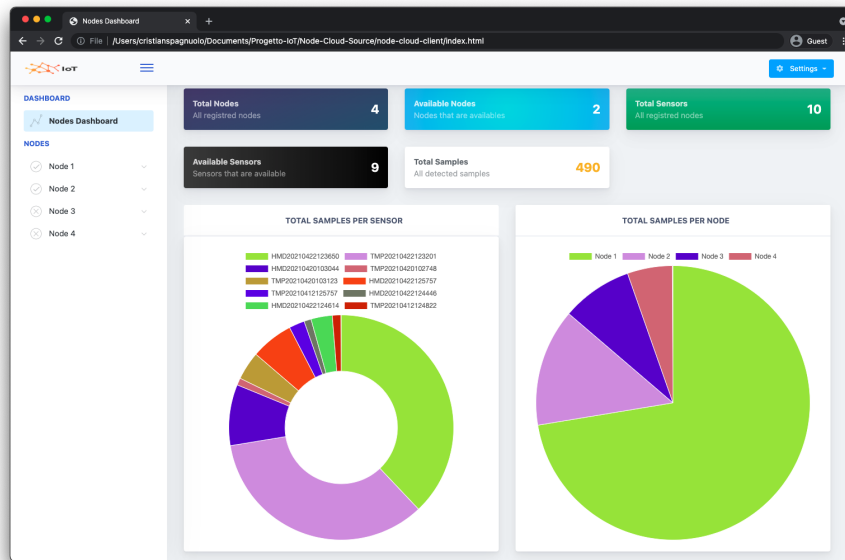 Nodes Dashboard
File | /Users/cristianspagnuolo/Documents/Progetto-IoT/Node-Cloud-Source/node-cloud-client/index.html
Guest
IoT
Settings
DASHBOARD
Nodes Dashboard
NODES
Node 1
Node 2
Node 3
Node 4
Total Nodes
All registred nodes
4
Available Nodes
Nodes that are availables
2
Total Sensors
All registred nodes
10
Available Sensors
Sensors that are available
9
Total Samples
All detected samples
490
TOTAL SAMPLES PER SENSOR
HMD20210422123650 TMP20210422123201
HMD20210420103044 TMP20210420102748
TMP20210420103123 HMD20210422125757
TMP20210412125757 HMD20210422124446
HMD20210422124614 TMP20210412124822
TOTAL SAMPLES PER NODE
Node 1 Node 2 Node 3 Node 4